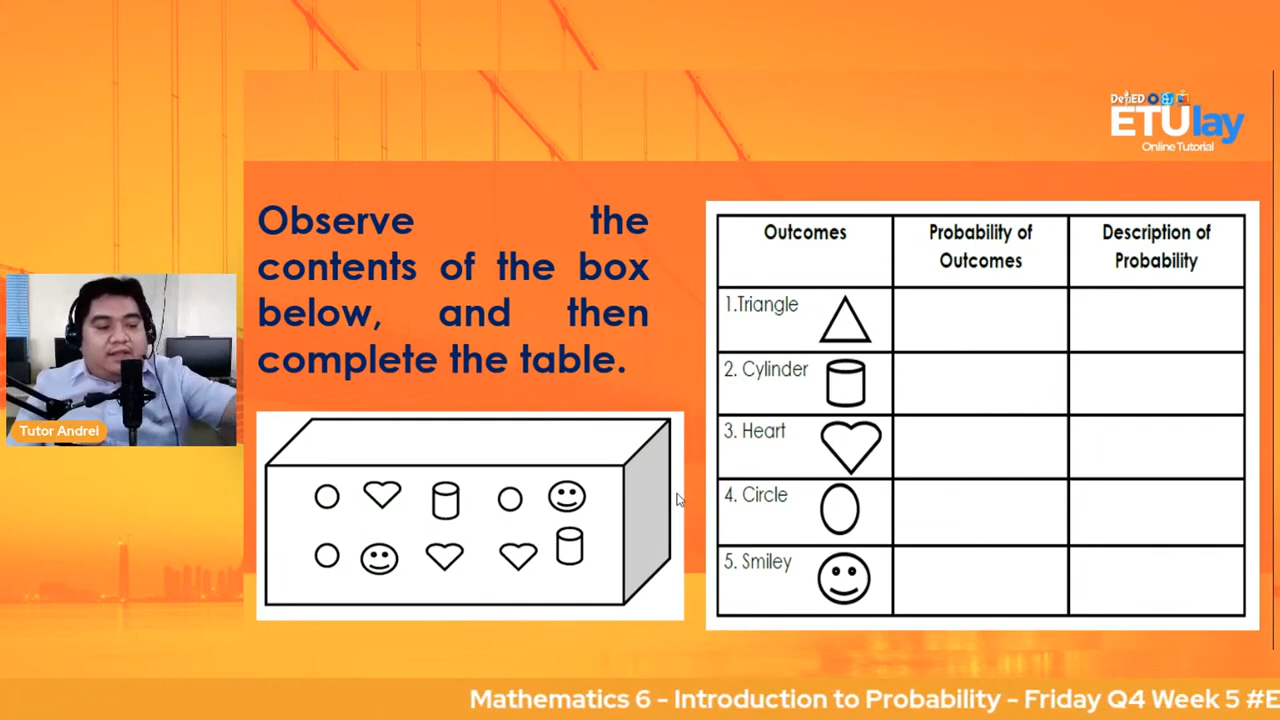 DepED
ETUlay
Online Tutorial
Observe the
contents of the box
below, and then
complete the table.
Outcomes
Probability of
Outcomes
Description of
Probability
1.Triangle
2. Cylinder
3. Heart
4. Circle
5. Smiley
Tutor Andrei
Mathematics 6 - Introduction to Probability - Friday Q4 Week 5 #E